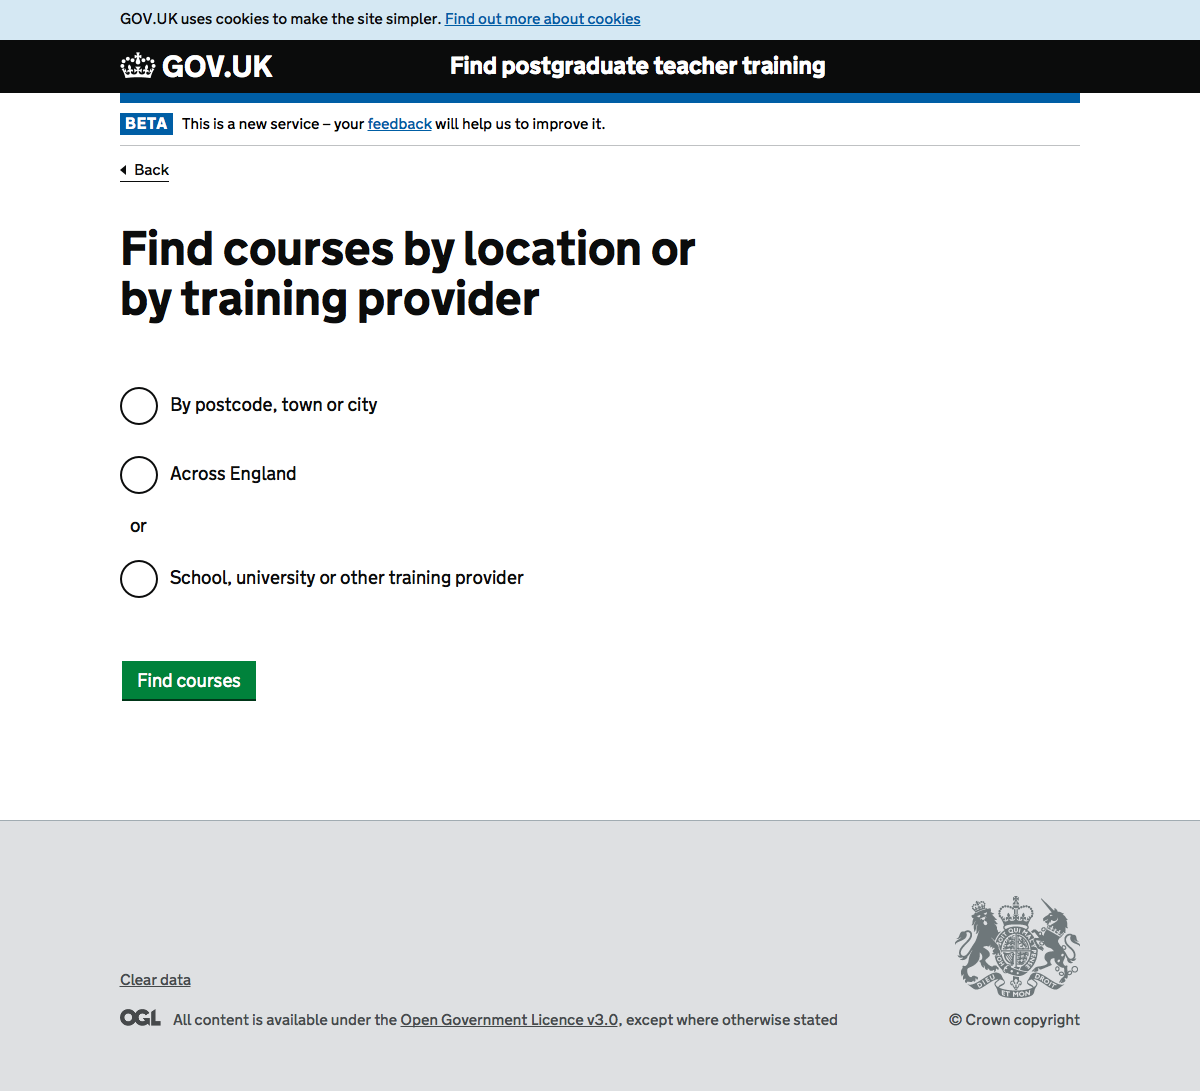 GOV.UK uses cookies to make the site simpler. Find out more about cookies
GOV.UK
Find postgraduate teacher training
BETA This is a new service – your feedback will help us to improve it.
Back
Find courses by location or
by training provider
By postcode, town or city
Across England
or
School, university or other training provider
Find courses
Clear data
OGL All content is available under the Open Government Licence v3.0, except where otherwise stated
DIEU ET MON DROIT
© Crown copyright